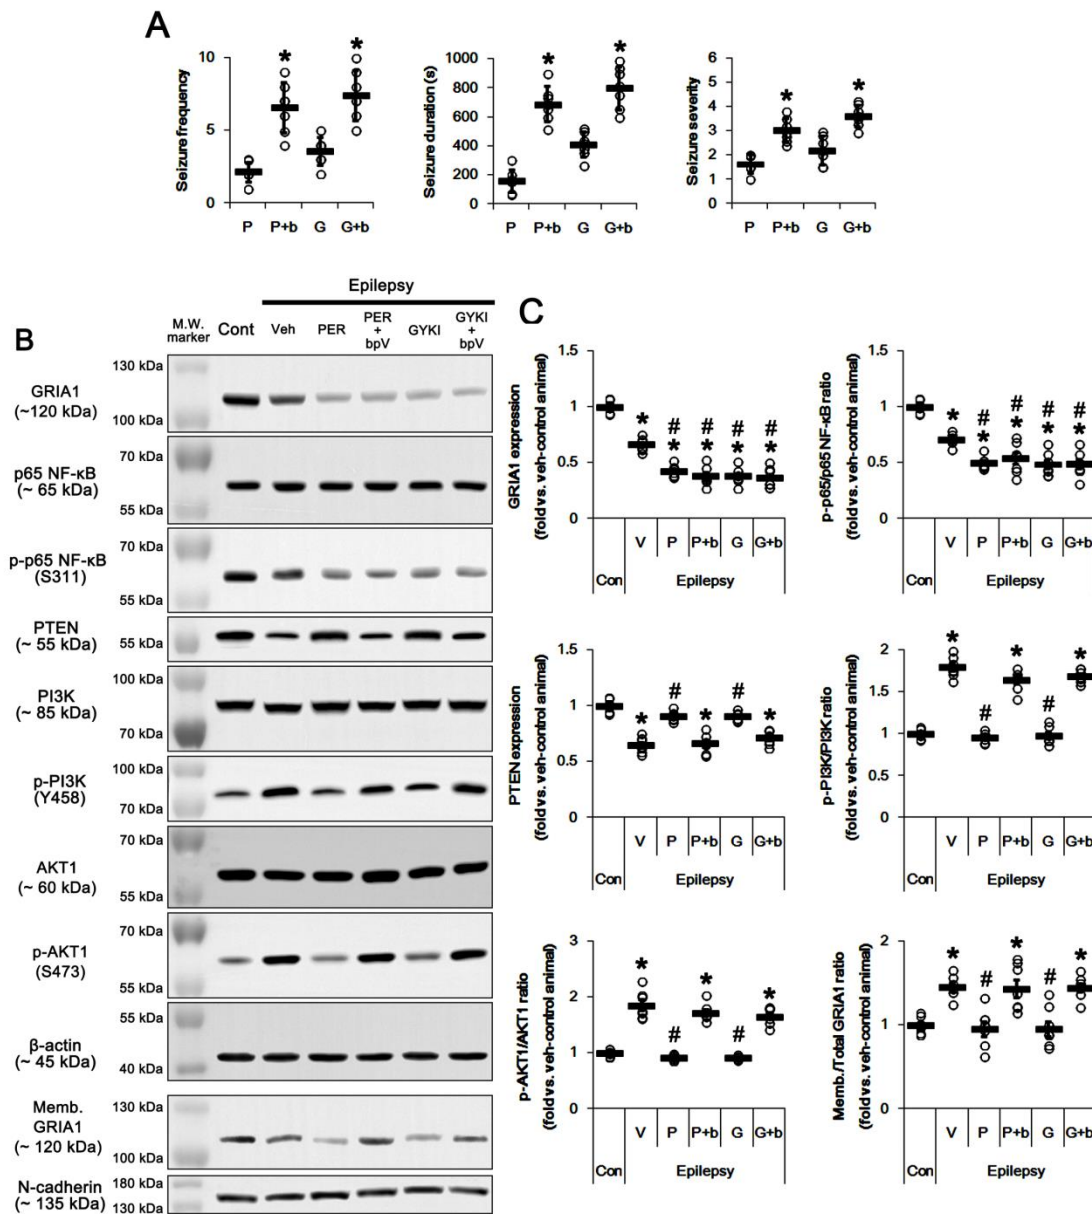 A
Seizure frequency
10
5
0
P P+b G G+b
*
*
Seizure duration (s)
1000
800
600
400
200
0
P P+b G G+b
*
*
Seizure severity
6
5
4
3
2
1
0
P P+b G G+b
*
*
B
Epilepsy
M.W.
marker
Cont
Veh
PER
PER
+
bpV
GYKI
GYKI
+
bpV
GRIA1
(~120 kDa)
130 kDa
100 kDa
p65 NF-κB
(~ 65 kDa)
70 kDa
55 kDa
p-p65 NF-κB
(S311)
70 kDa
55 kDa
PTEN
(~ 55 kDa)
55 kDa
PI3K
(~ 85 kDa)
100 kDa
70 kDa
p-PI3K
(Y458)
100 kDa
70 kDa
AKT1
(~ 60 kDa)
70 kDa
55 kDa
p-AKT1
(S473)
70 kDa
55 kDa
β-actin
(~ 45 kDa)
55 kDa
40 kDa
Memb.
GRIA1
(~ 120 kDa)
130 kDa
100 kDa
N-cadherin
(~ 135 kDa)
180 kDa
130 kDa
C
GRIA1 expression
(fold vs. veh-control animal)
1.5
1
0.5
0
*
# # # #
* * * *
V P P+b G G+b
Con Epilepsy
p-p65/p65 NF-κB ratio
(fold vs. veh-control animal)
1.5
1
0.5
0
*
# # # #
* * * *
V P P+b G G+b
Con Epilepsy
PTEN expression
(fold vs. veh-control animal)
1.5
1
0.5
0
* # * # *
V P P+b G G+b
Con Epilepsy
p-PI3K/PI3K ratio
(fold vs. veh-control animal)
2
1.5
1
0.5
0
* # * # *
V P P+b G G+b
Con Epilepsy
p-AKT1/AKT1 ratio
(fold vs. veh-control animal)
3
2
1
0
* # * # *
V P P+b G G+b
Con Epilepsy
Memb./Total GRIA1 ratio
(fold vs. veh-control animal)
2
1.5
1
0.5
0
* # * # *
V P P+b G G+b
Con Epilepsy